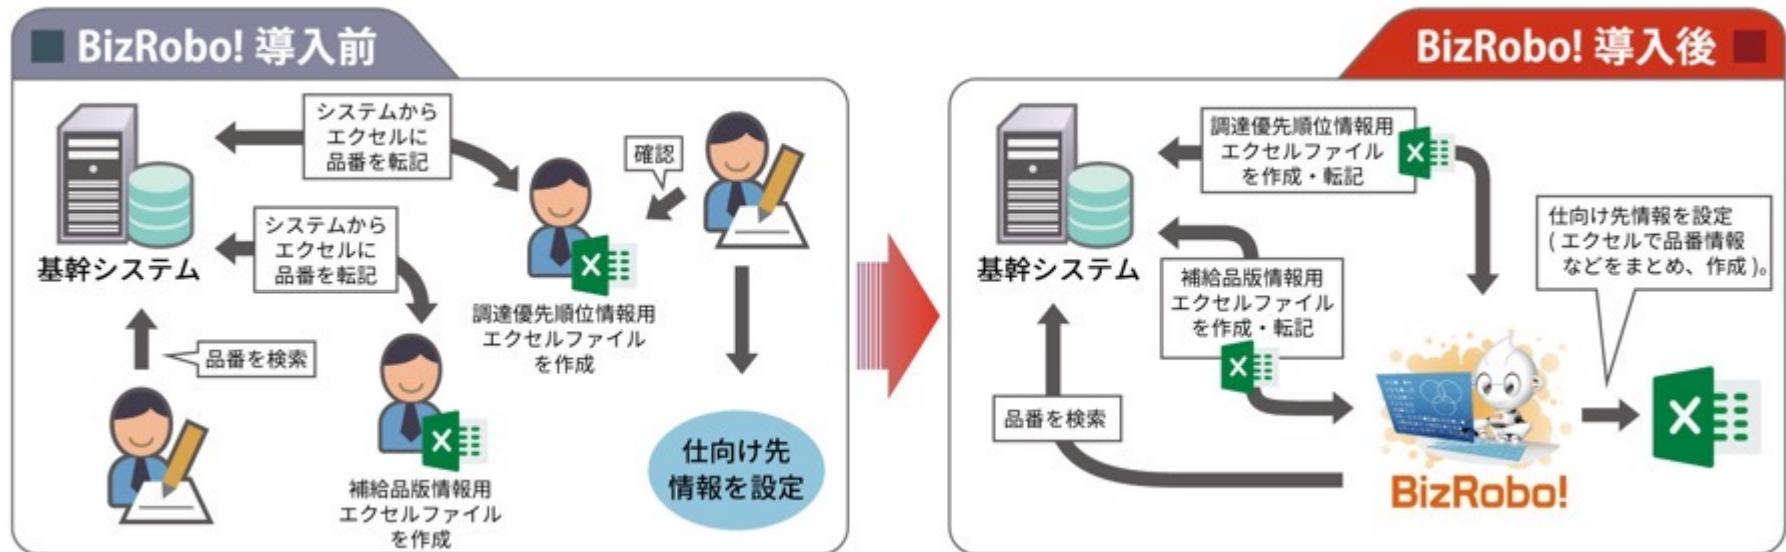 BizRobo! 導入前
システムから
エクセルに
品番を転記
確認
システムから
エクセルに
品番を転記
基幹システム
調達優先順位情報用
エクセルファイル
を作成
品番を検索
補給品版情報用
エクセルファイル
を作成
仕向け先
情報を設定
BizRobo! 導入後
調達優先順位情報用
エクセルファイル
を作成・転記
仕向け先情報を設定
( エクセルで品番情報
などをまとめ、作成 )。
基幹システム
補給品版情報用
エクセルファイル
を作成・転記
品番を検索
BizRobo!